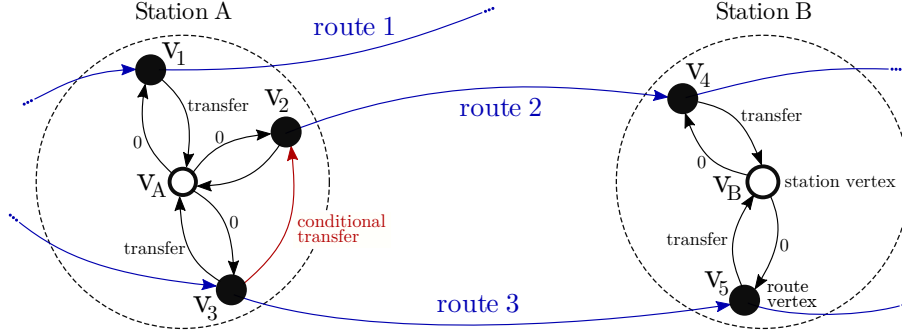 Station A
Station B
route 1
V1
transfer
V2
0
0
route 2
V4
transfer
0
VA
VB
station vertex
0
conditional
transfer
transfer
transfer
0
V5
route
vertex
V3
route 3